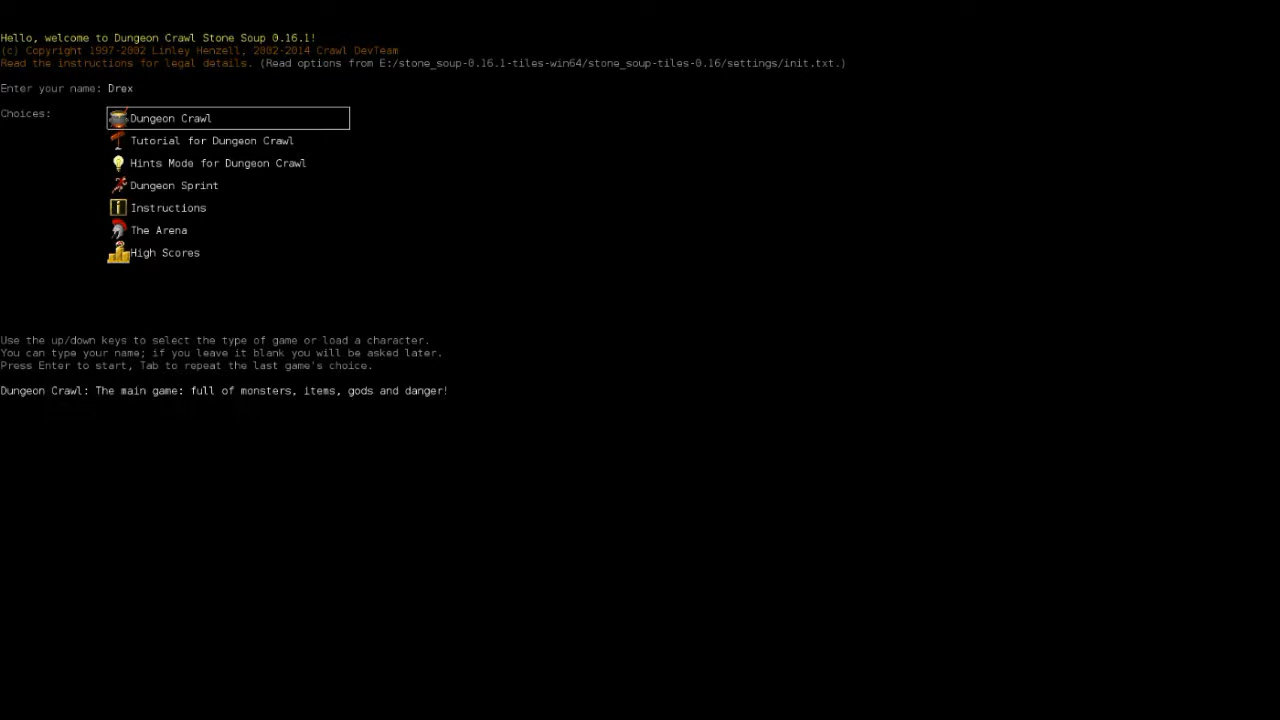 Hello, welcome to Dungeon Crawl Stone Soup 0.16.1!
(c) Copyright 1997-2002 Linley Henzell, 2002-2014 Crawl DevTeam
Read the instructions for legal details. (Read options from E:/stone_soup-0.16.1-tiles-win64/stone_soup-tiles-0.16/settings/init.txt.)
Enter your name: Drex
Choices:
Dungeon Crawl
Tutorial for Dungeon Crawl
Hints Mode for Dungeon Crawl
Dungeon Sprint
Instructions
The Arena
High Scores
Use the up/down keys to select the type of game or load a character.
You can type your name; if you leave it blank you will be asked later.
Press Enter to start, Tab to repeat the last game's choice.
Dungeon Crawl: The main game: full of monsters, items, gods and danger!